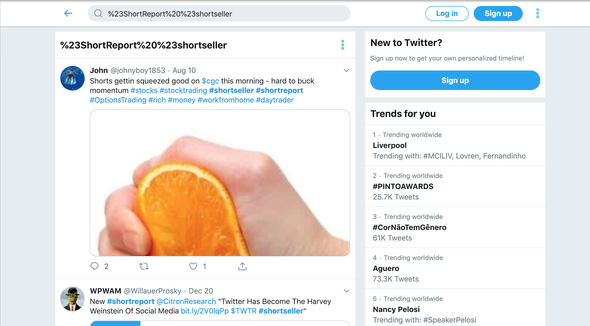 %23ShortReport%20%23shortseller
Log in
Sign up
%23ShortReport%20%23shortseller
John @johnyboy1853 · Aug 10
Shorts gettin squeezed good on $cgc this morning - hard to buck
momentum #stocks #stocktrading #shortseller #shortreport
#OptionsTrading #rich #money #workfromhome #daytrader
2
1
WPWAM @WillauerProsky · Dec 20
New #shortreport @CitronResearch "Twitter Has Become The Harvey
Weinstein Of Social Media bit.ly/2V0lqPp $TWTR #shortseller"
New to Twitter?
Sign up now to get your own personalized timeline!
Sign up
Trends for you
1 · Trending worldwide
Liverpool
Trending with: #MCILIV, Lovren, Fernandinho
2 · Trending worldwide
#PINTOAWARDS
25.7K Tweets
3 · Trending worldwide
#CorNãoTemGênero
61K Tweets
4 · Trending worldwide
Aguero
73.3K Tweets
5 · Trending worldwide
Nancy Pelosi
Trending with: #SpeakerPelosi